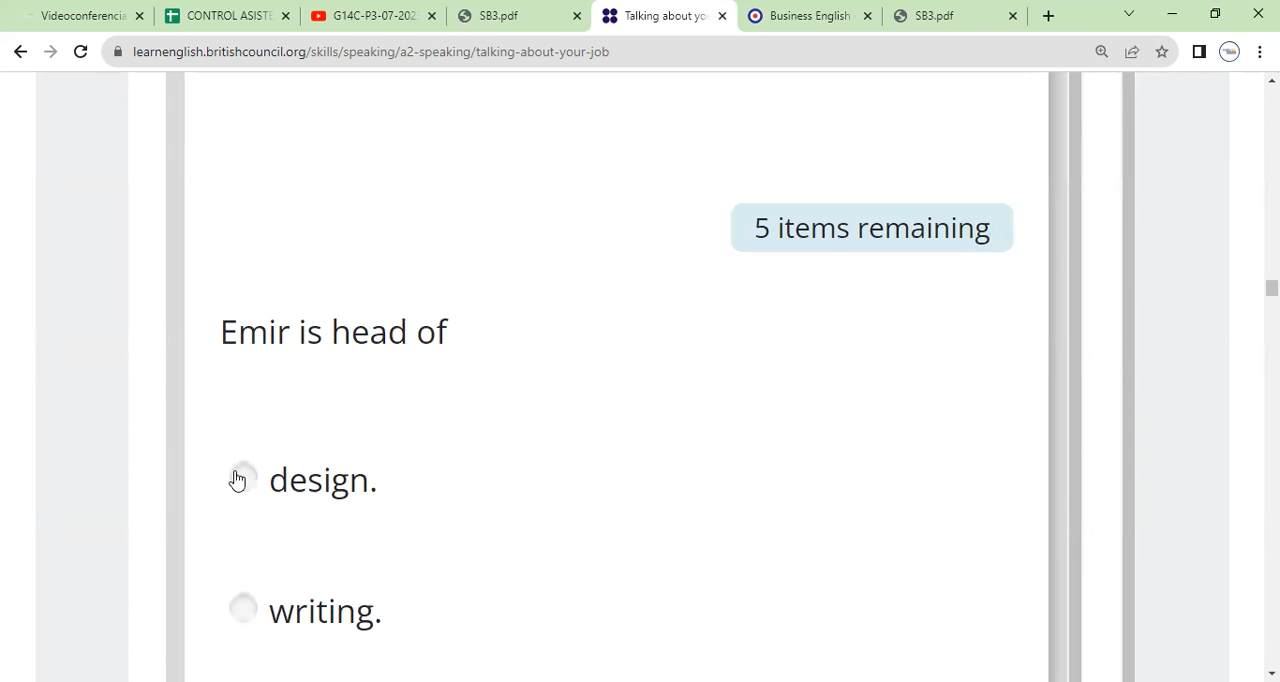 Videoconferencia
CONTROL ASISTE
G14C-P3-07-202
SB3.pdf
Talking about yo
Business English
SB3.pdf
learnenglish.britishcouncil.org/skills/speaking/a2-speaking/talking-about-your-job
5 items remaining
Emir is head of
design.
writing.